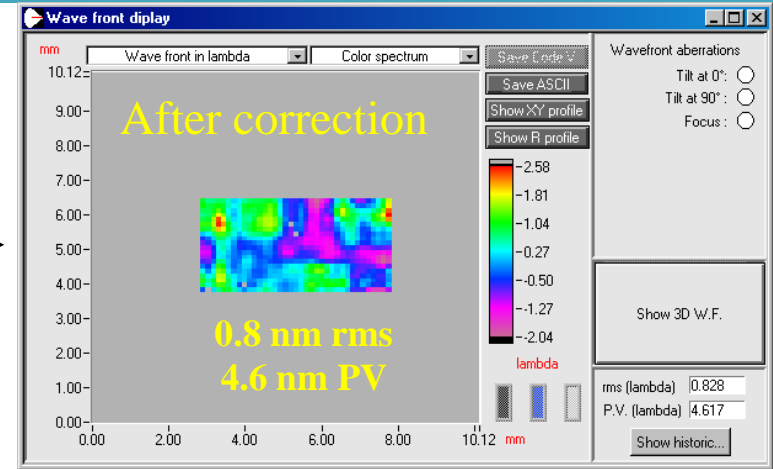 Wave front diplay
mm
Wave front in lambda
Color spectrum
Save Code V
Save ASCII
Show XY profile
Show R profile
Wavefront aberrations
Tilt at 0°:
Tilt at 90°:
Focus:
10.12
9.00
8.00
7.00
6.00
5.00
4.00
3.00
2.00
1.00
0.00
After correction
0.8 nm rms
4.6 nm PV
0.00 2.00 4.00 6.00 8.00 10.12 mm
2.58
1.81
1.04
0.27
-0.50
-1.27
-2.04
lambda
Show 3D W.F.
rms (lambda) 0.828
P.V. (lambda) 4.617
Show historic...